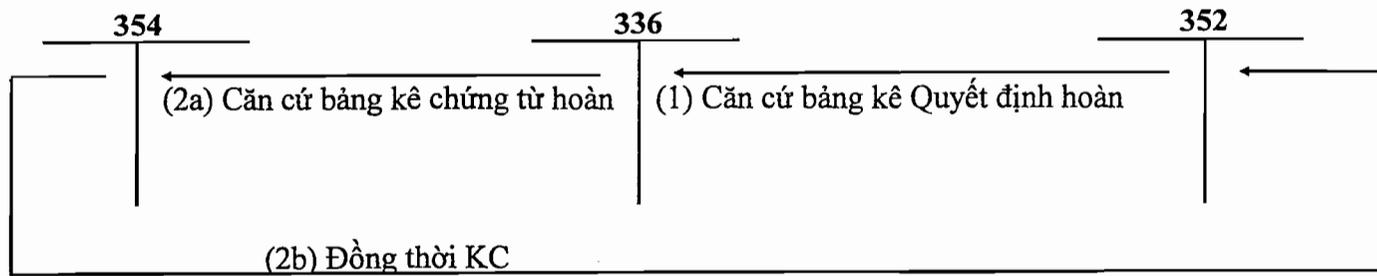 354 336 352
(2a) Căn cứ bảng kê chứng từ hoàn (1) Căn cứ bảng kê Quyết định hoàn
(2b) Đồng thời KC